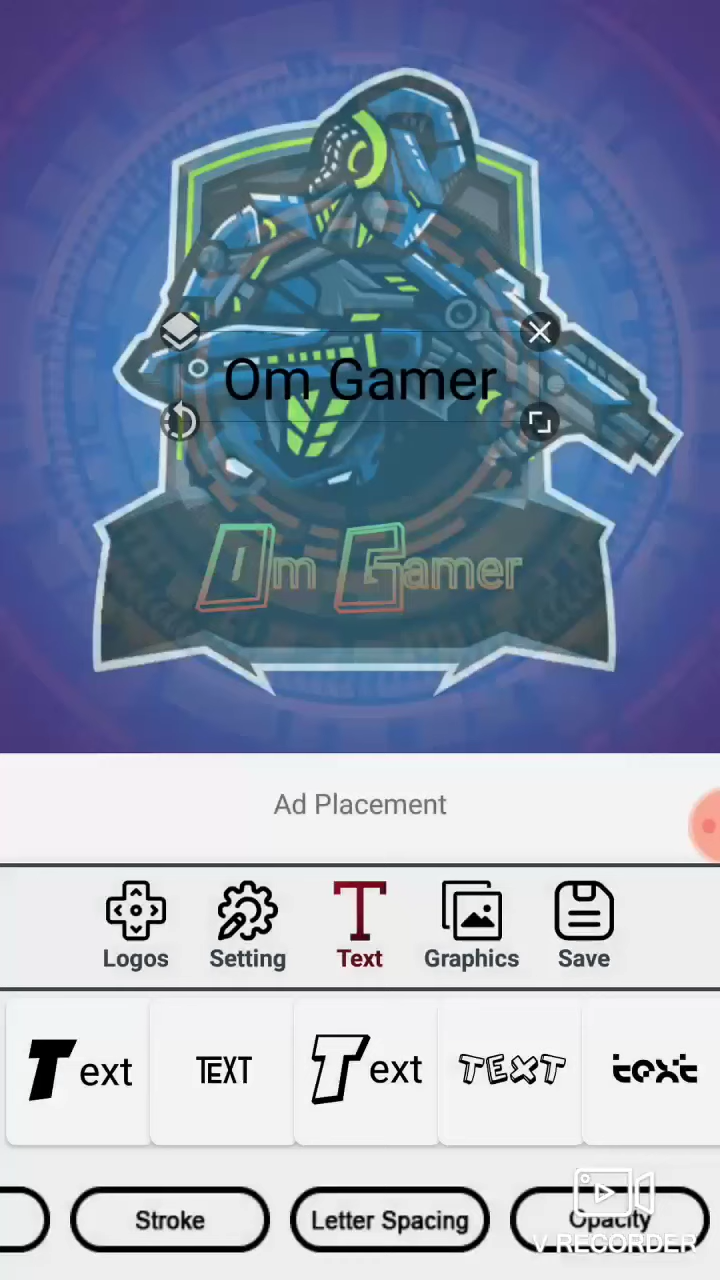 Om Gamer
Om Gamer
Ad Placement
Logos Setting Text Graphics Save
Text TEXT Text TEXT text
Stroke Letter Spacing Opacity
V RECORDER